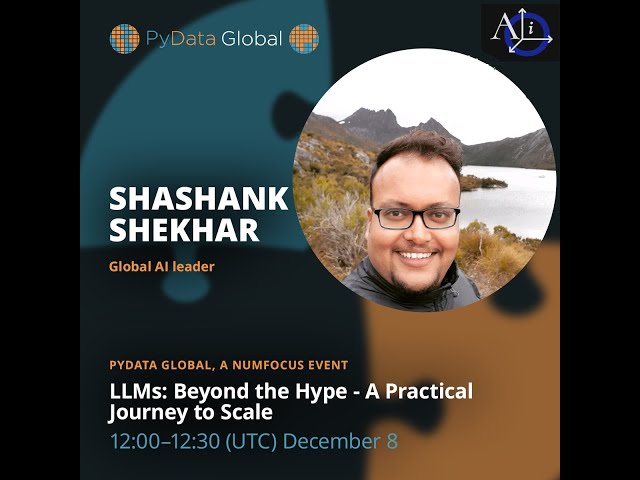 PyData Global
ALi
SHASHANK
SHEKHAR
Global AI leader
PYDATA GLOBAL, A NUMFOCUS EVENT
LLMs: Beyond the Hype - A Practical
Journey to Scale
12:00–12:30 (UTC) December 8